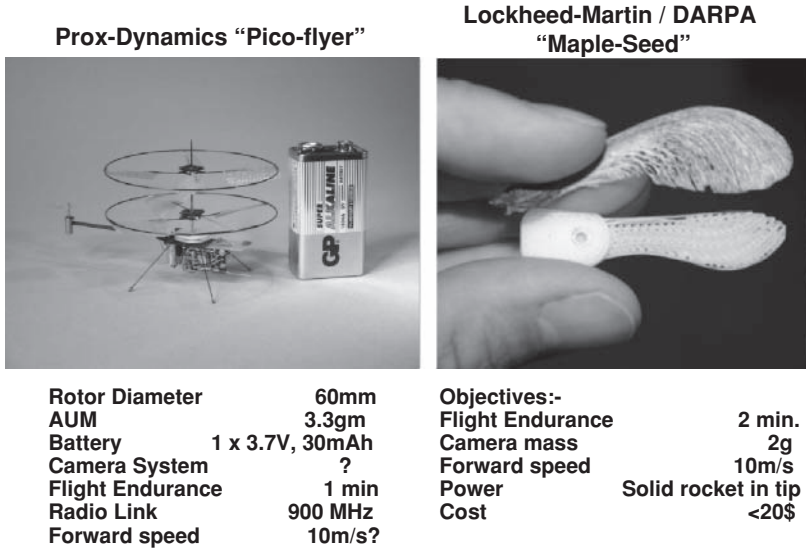 Prox-Dynamics “Pico-flyer”
GP
SUPER
ALKALINE
Rotor Diameter 60mm
AUM 3.3gm
Battery 1 x 3.7V, 30mAh
Camera System ?
Flight Endurance 1 min
Radio Link 900 MHz
Forward speed 10m/s?
Lockheed-Martin / DARPA
“Maple-Seed”
Objectives:-
Flight Endurance 2 min.
Camera mass 2g
Forward speed 10m/s
Power Solid rocket in tip
Cost <20$